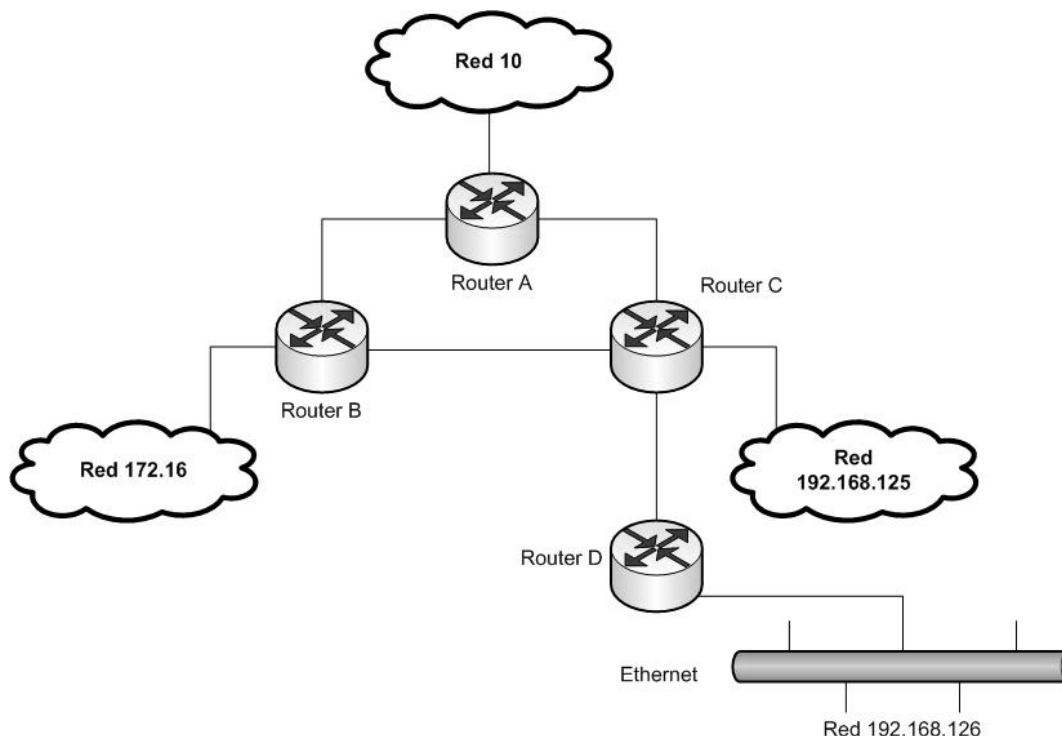 Red 10
Router A
Router C
Router B
Red 172.16
Red
192.168.125
Router D
Ethernet
Red 192.168.126